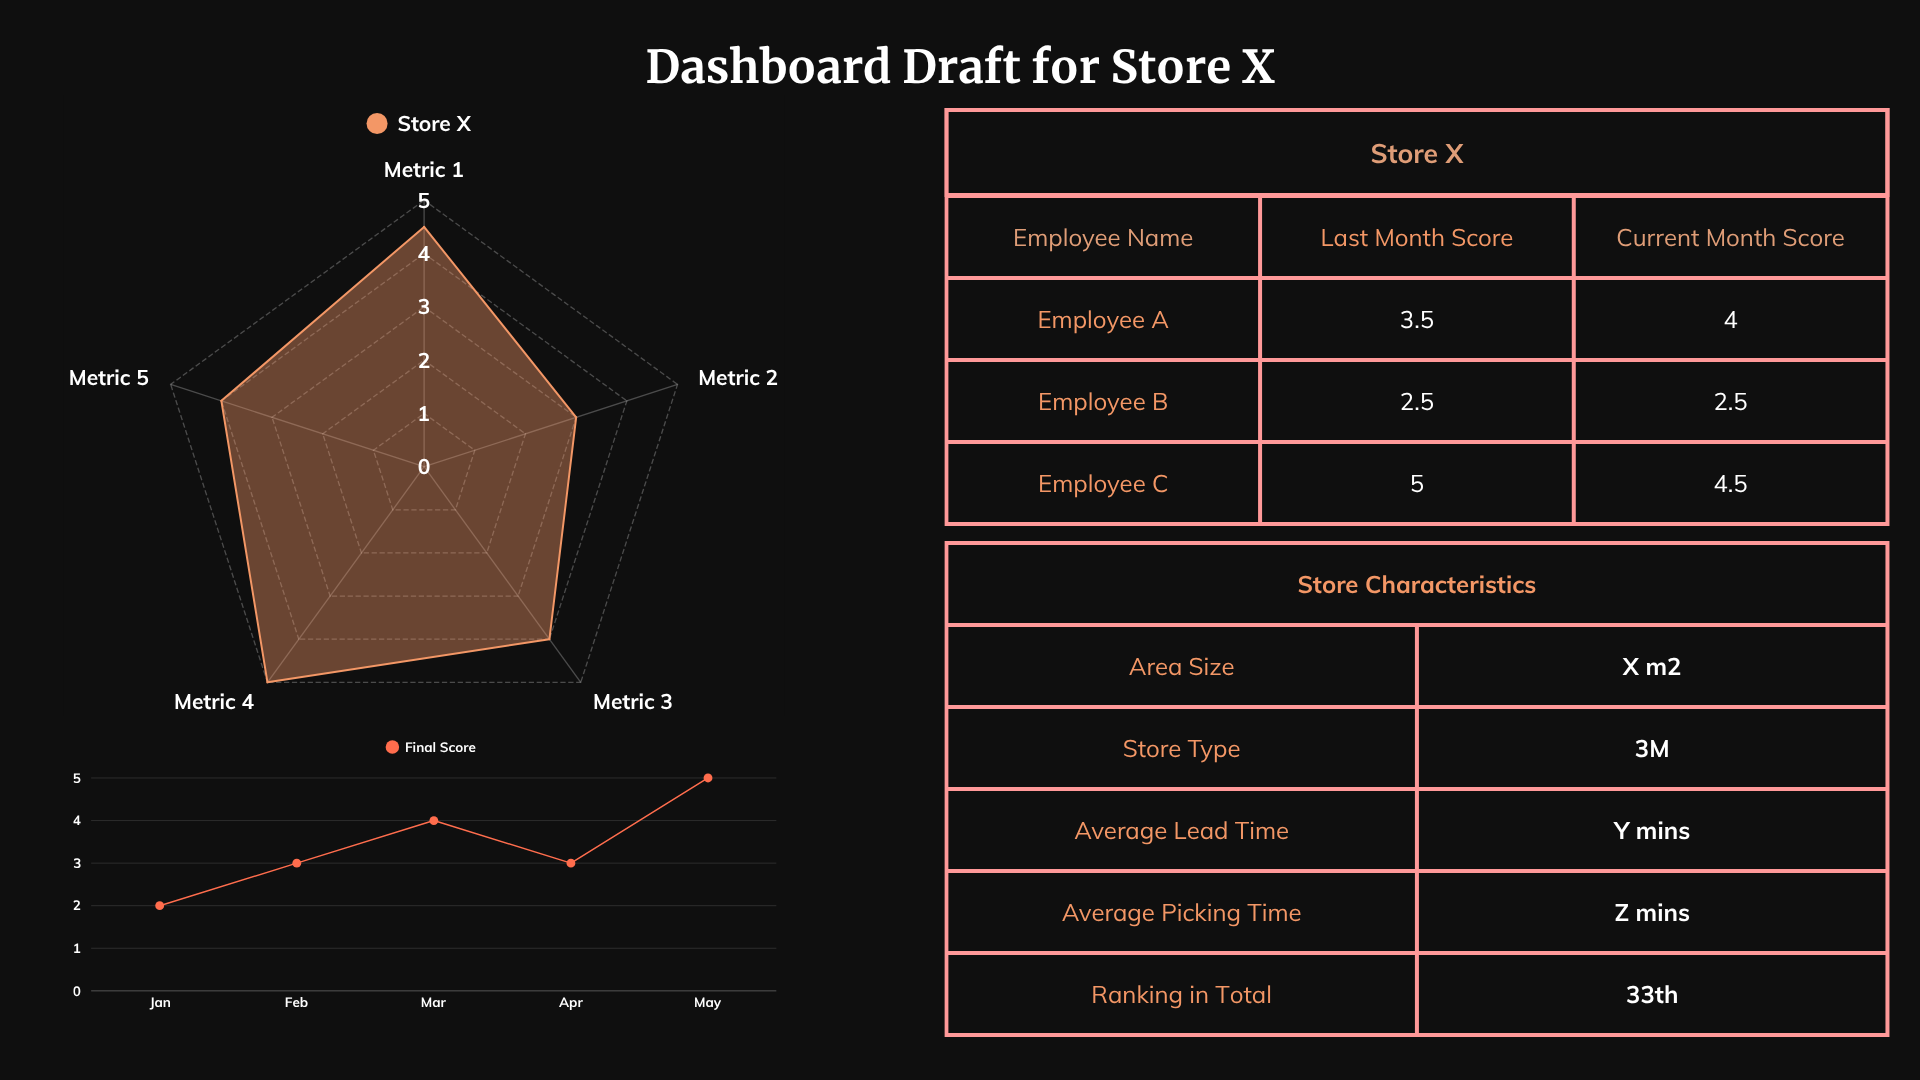 Dashboard Draft for Store X
Store X
Metric 1
5
4
3
2
1
0
Metric 5
Metric 2
Metric 4
Metric 3
Final Score
5
4
3
2
1
0
Jan Feb Mar Apr May
Store X
Employee Name Last Month Score Current Month Score
Employee A 3.5 4
Employee B 2.5 2.5
Employee C 5 4.5
Store Characteristics
Area Size X m2
Store Type 3M
Average Lead Time Y mins
Average Picking Time Z mins
Ranking in Total 33th